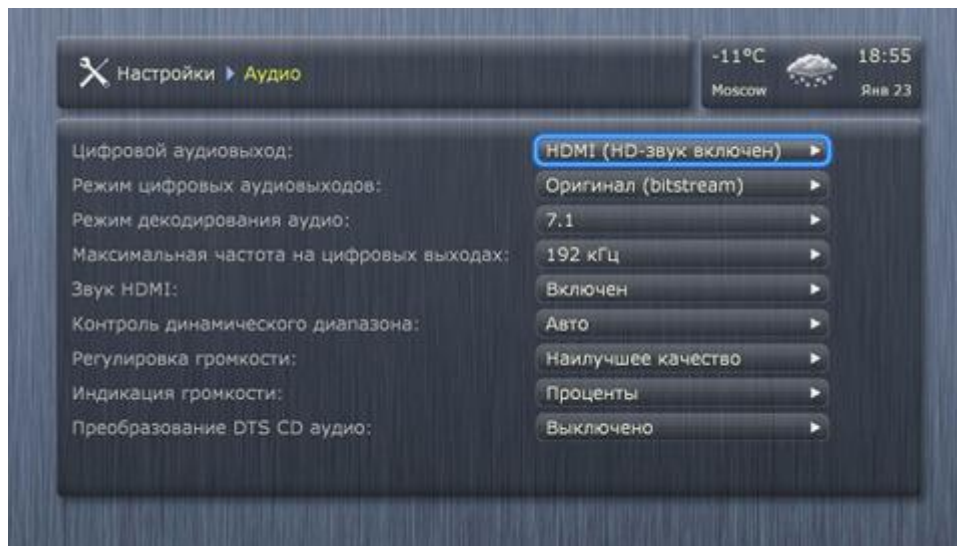 Настройки ▶ Аудио
-11°C 18:55
Moscow Янв 23
Цифровой аудиовыход: HDMI (HD-звук включен)
Режим цифровых аудиовыходов: Оригинал (bitstream)
Режим декодирования аудио: 7.1
Максимальная частота на цифровых выходах: 192 кГц
Звук HDMI: Включен
Контроль динамического диапазона: Авто
Регулировка громкости: Наилучшее качество
Индикация громкости: Проценты
Преобразование DTS CD аудио: Выключено